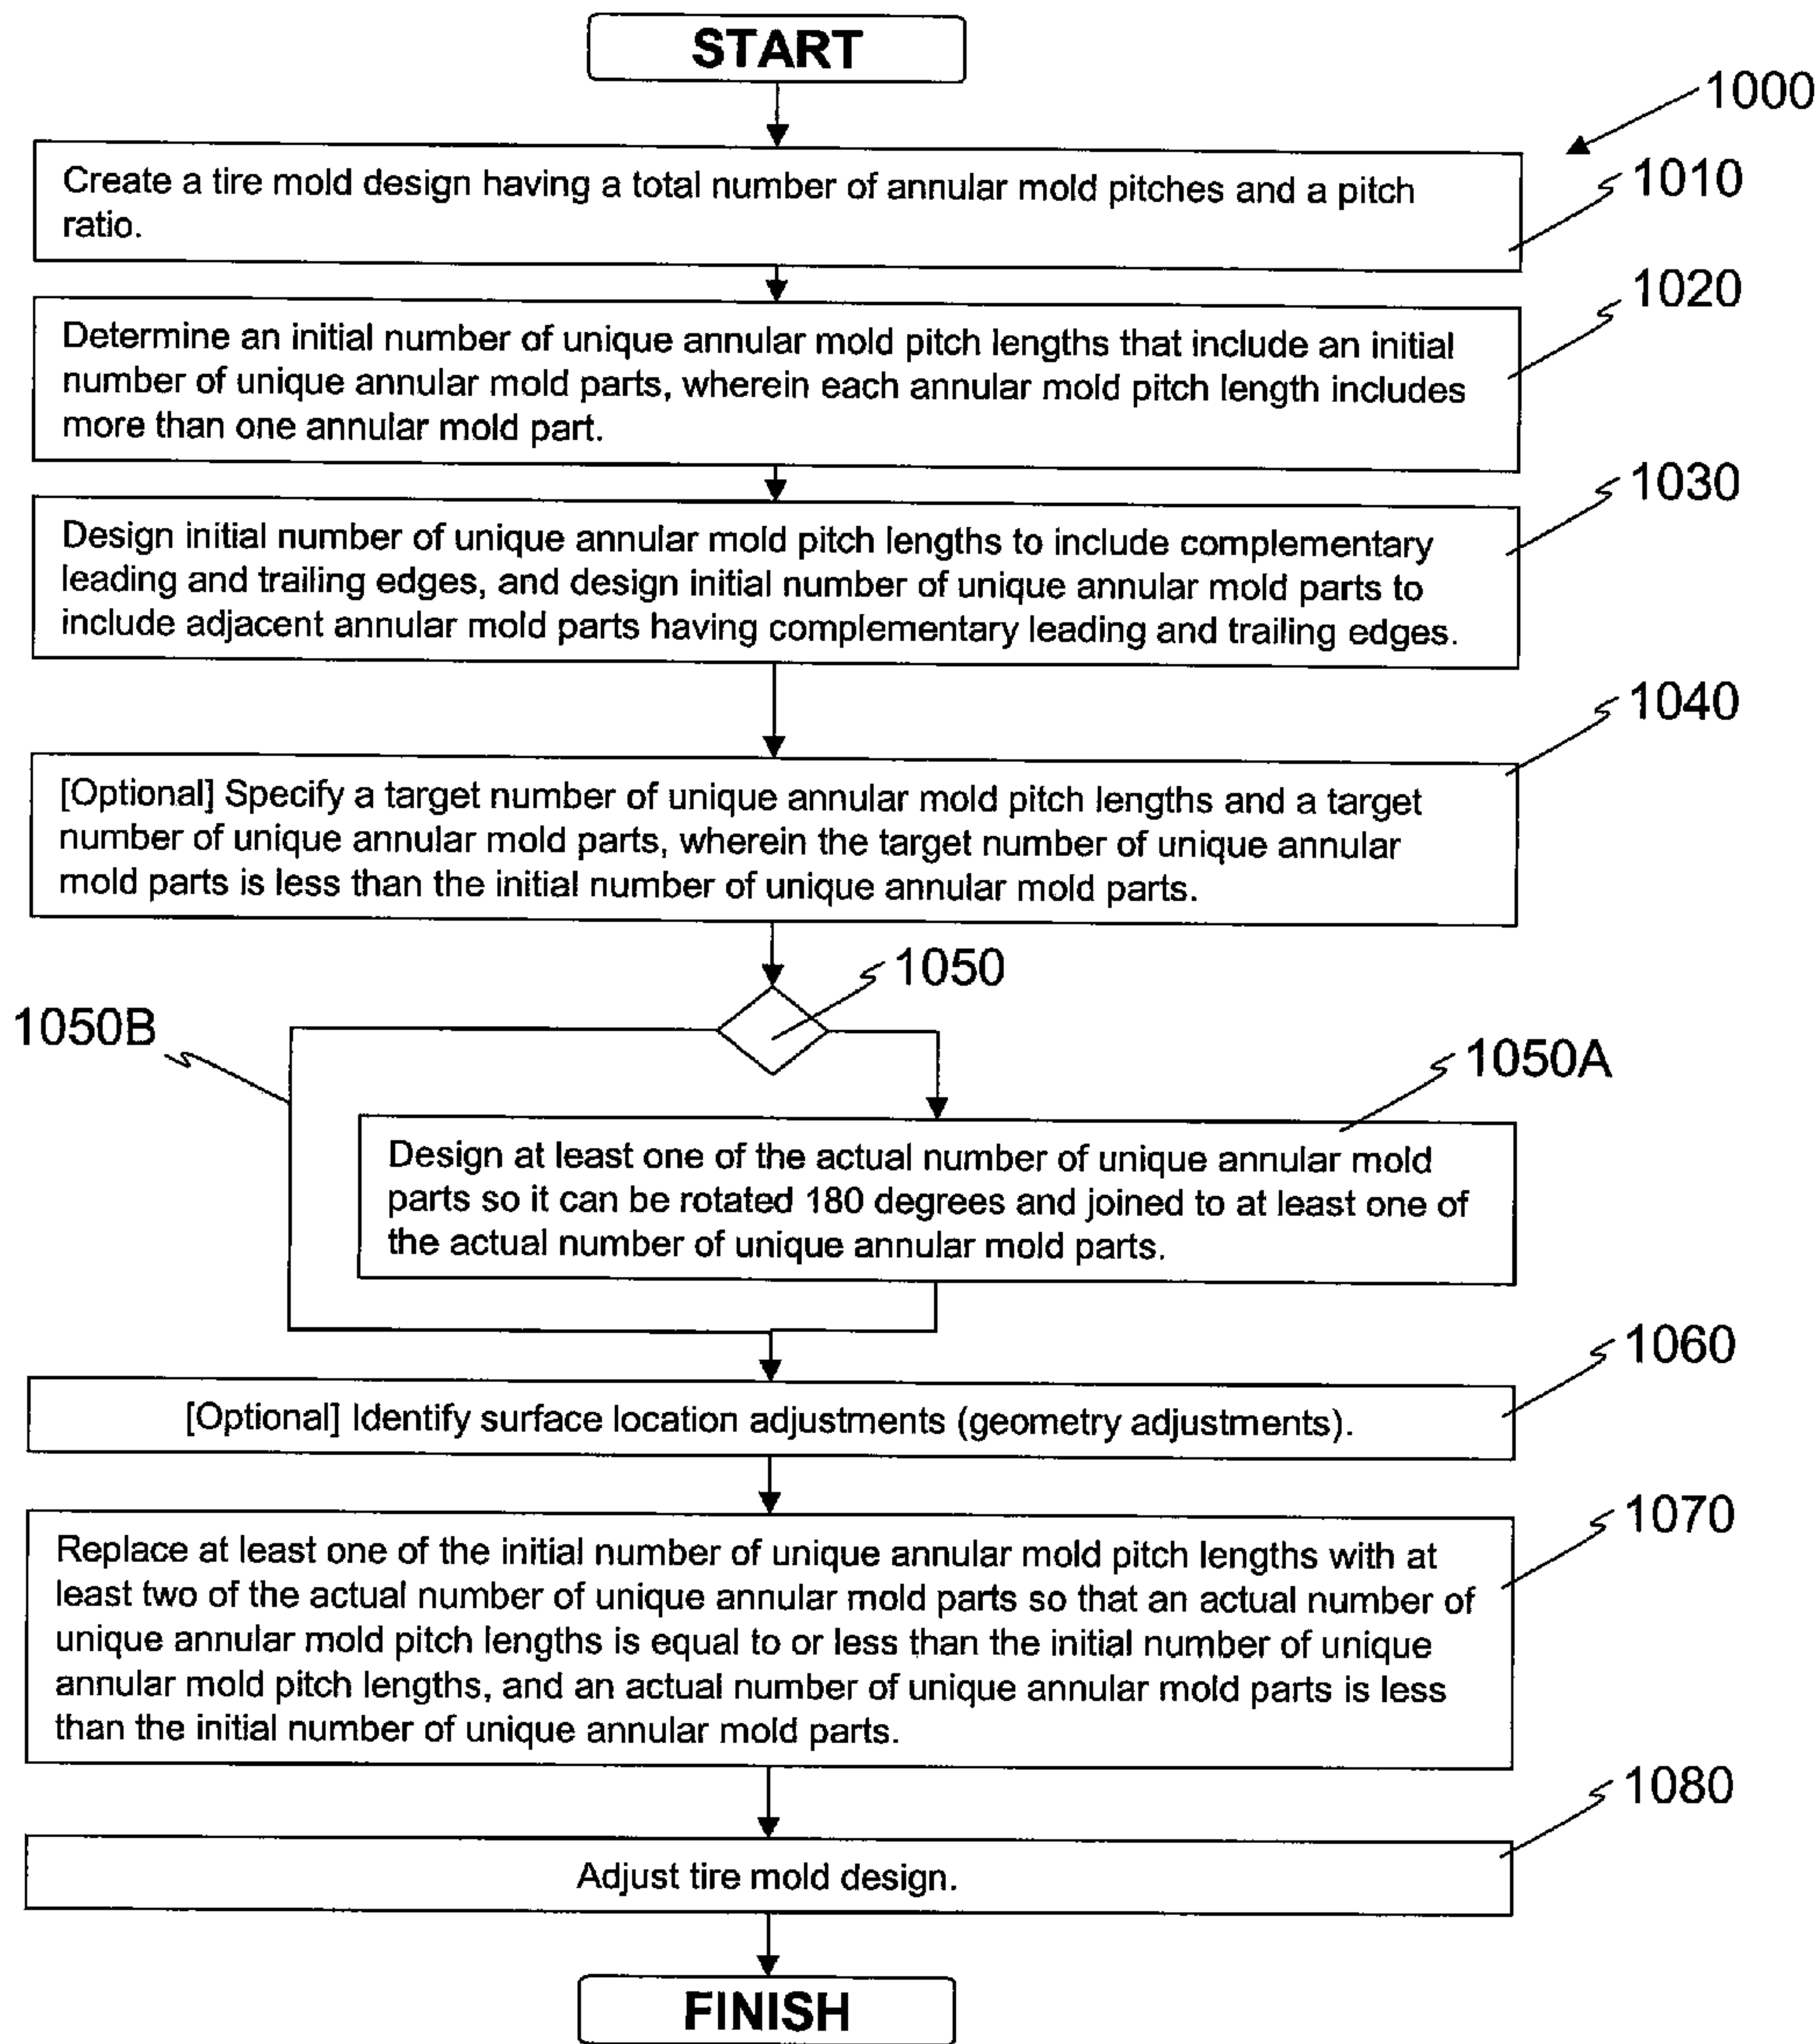 START
1000
Create a tire mold design having a total number of annular mold pitches and a pitch
ratio.
1010
Determine an initial number of unique annular mold pitch lengths that include an initial
number of unique annular mold parts, wherein each annular mold pitch length includes
more than one annular mold part.
1020
Design initial number of unique annular mold pitch lengths to include complementary
leading and trailing edges, and design initial number of unique annular mold parts to
include adjacent annular mold parts having complementary leading and trailing edges.
1030
[Optional] Specify a target number of unique annular mold pitch lengths and a target
number of unique annular mold parts, wherein the target number of unique annular
mold parts is less than the initial number of unique annular mold parts.
1040
1050
1050B
1050A
Design at least one of the actual number of unique annular mold
parts so it can be rotated 180 degrees and joined to at least one of
the actual number of unique annular mold parts.
1060
[Optional] Identify surface location adjustments (geometry adjustments).
1070
Replace at least one of the initial number of unique annular mold pitch lengths with at
least two of the actual number of unique annular mold parts so that an actual number of
unique annular mold pitch lengths is equal to or less than the initial number of unique
annular mold pitch lengths, and an actual number of unique annular mold parts is less
than the initial number of unique annular mold parts.
1080
Adjust tire mold design.
FINISH